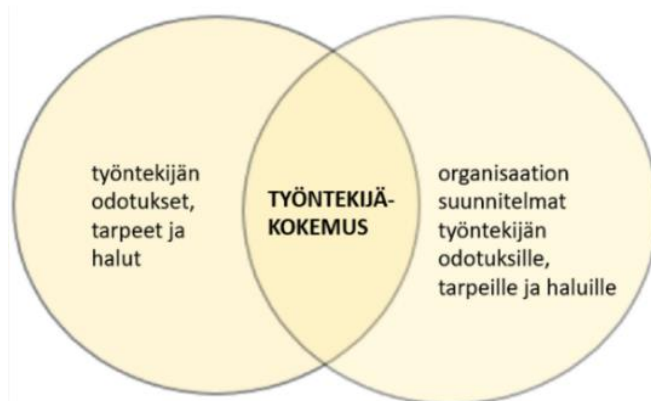 työntekijän
odotukset,
tarpeet ja
halut
TYÖNTEKIJÄ-
KOKEMUS
organisaation
suunnitelmat
työntekijän
odotuksille,
tarpeille ja haluille